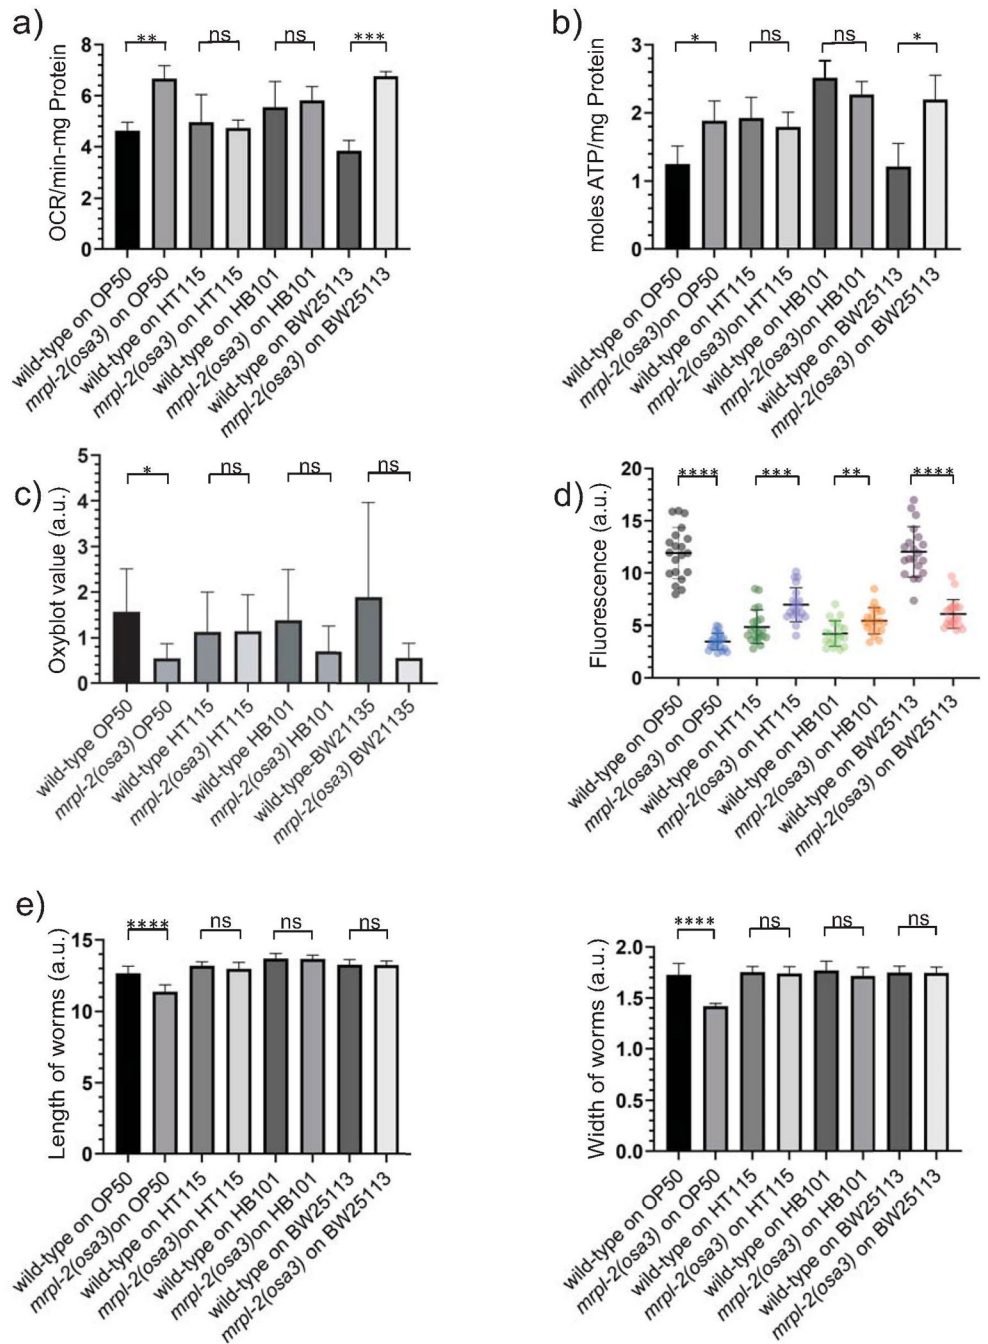 a)
OCR/min-mg Protein
8
6
4
2
0
**
ns
ns
***
wild-type on OP50
mrpl-2(osa3) on OP50
wild-type on HT115
mrpl-2(osa3) on HT115
wild-type on HB101
mrpl-2(osa3) on HB101
wild-type on BW25113
mrpl-2(osa3) on BW25113
b)
moles ATP/mg Protein
3
2
1
0
*
ns
ns
*
wild-type on OP50
mrpl-2(osa3)on OP50
wild-type on HT115
mrpl-2(osa3)on HT115
wild-type on HB101
mrpl-2(osa3)on HB101
wild-type on BW25113
mrpl-2(osa3) on BW25113
c)
Oxyblot value (a.u.)
5
4
3
2
1
0
*
ns
ns
ns
wild-type OP50
mrpl-2(osa3) OP50
wild-type HT115
mrpl-2(osa3) HT115
wild-type HB101
mrpl-2(osa3) HB101
wild-type-BW21135
mrpl-2(osa3) BW21135
d)
Fluorescence (a.u.)
20
15
10
5
0
****
***
**
****
wild-type on OP50
mrpl-2(osa3) on OP50
wild-type on HT115
mrpl-2(osa3) on HT115
wild-type on HB101
mrpl-2(osa3) on HB101
wild-type on BW25113
mrpl-2(osa3) on BW25113
e)
Length of worms (a.u.)
15
10
5
0
****
ns
ns
ns
wild-type on OP50
mrpl-2(osa3)on OP50
wild-type on HT115
mrpl-2(osa3)on HT115
wild-type on HB101
mrpl-2(osa3)on HB101
wild-type on BW25113
mrpl-2(osa3) on BW25113
Width of worms (a.u.)
2.0
1.5
1.0
0.5
0.0
****
ns
ns
ns
wild-type on OP50
mrpl-2(osa3) on OP50
wild-type on HT115
mrpl-2(osa3) on HT115
wild-type on HB101
mrpl-2(osa3) on HB101
wild-type on BW25113
mrpl-2(osa3) on BW25113